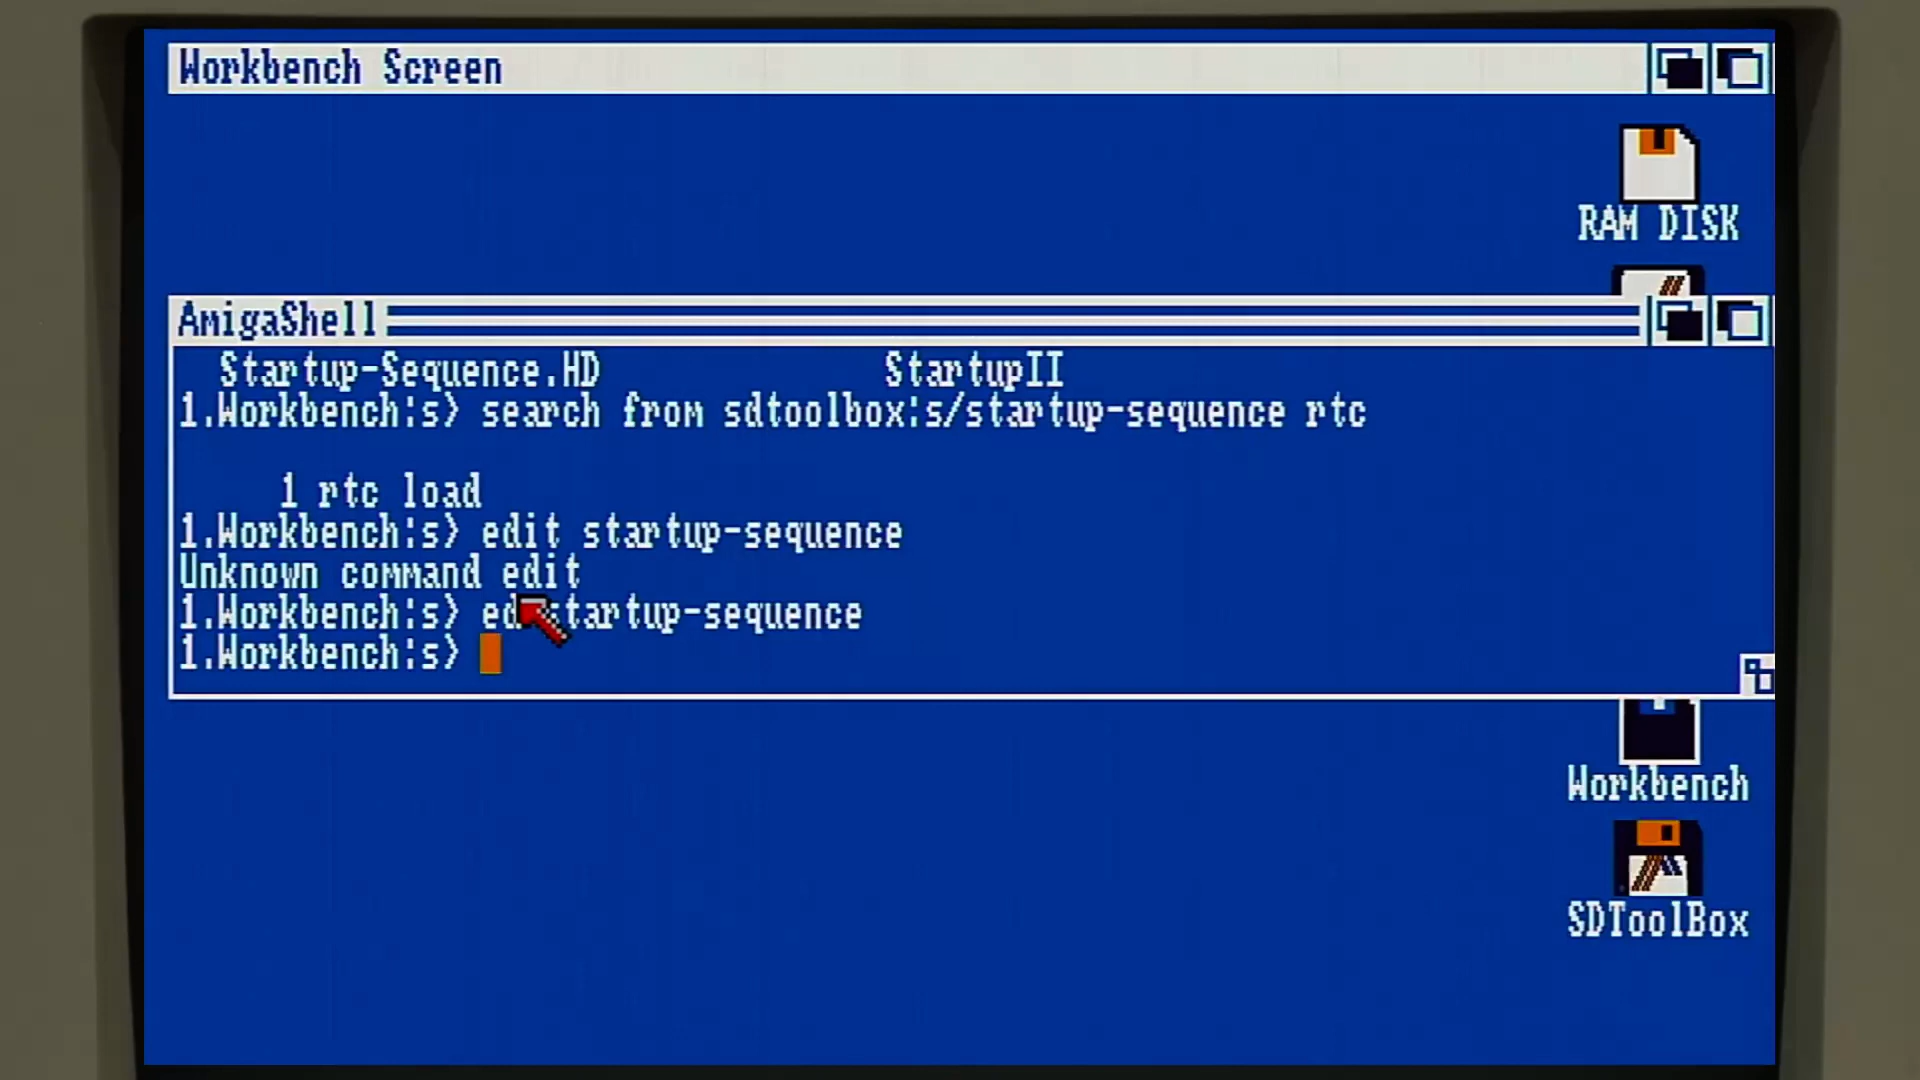 Workbench Screen
RAM DISK
AmigaShell
Startup-Sequence.HD StartupII
1.Workbench:s> search from sdtoolbox:s/startup-sequence rtc
1 rtc load
1.Workbench:s> edit startup-sequence
Unknown command edit
1.Workbench:s> ed startup-sequence
1.Workbench:s>
Workbench
SDToolBox